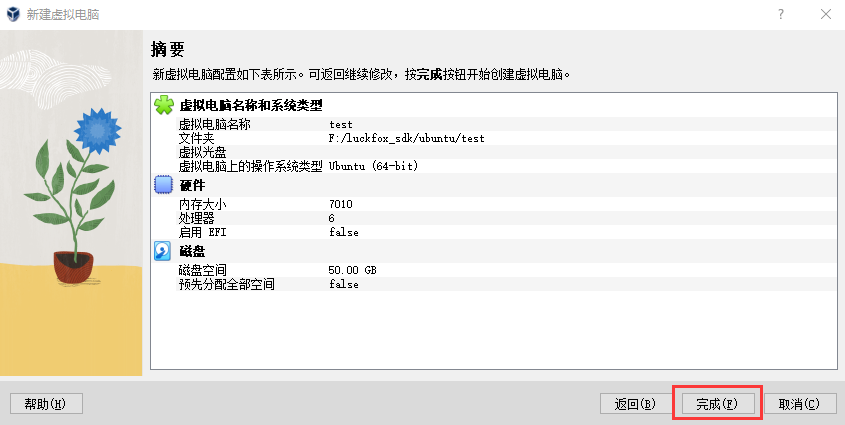 新建虚拟电脑
摘要
新虚拟电脑配置如下表所示。可返回继续修改，按完成按钮开始创建虚拟电脑。
虚拟电脑名称和系统类型
虚拟电脑名称 test
文件夹 F:/luckfox_sdk/ubuntu/test
虚拟光盘
虚拟电脑上的操作系统类型 Ubuntu (64-bit)
硬件
内存大小 7010
处理器 6
启用 EFI false
磁盘
磁盘空间 50.00 GB
预先分配全部空间 false
帮助(H) 返回(B) 完成(F) 取消(C)